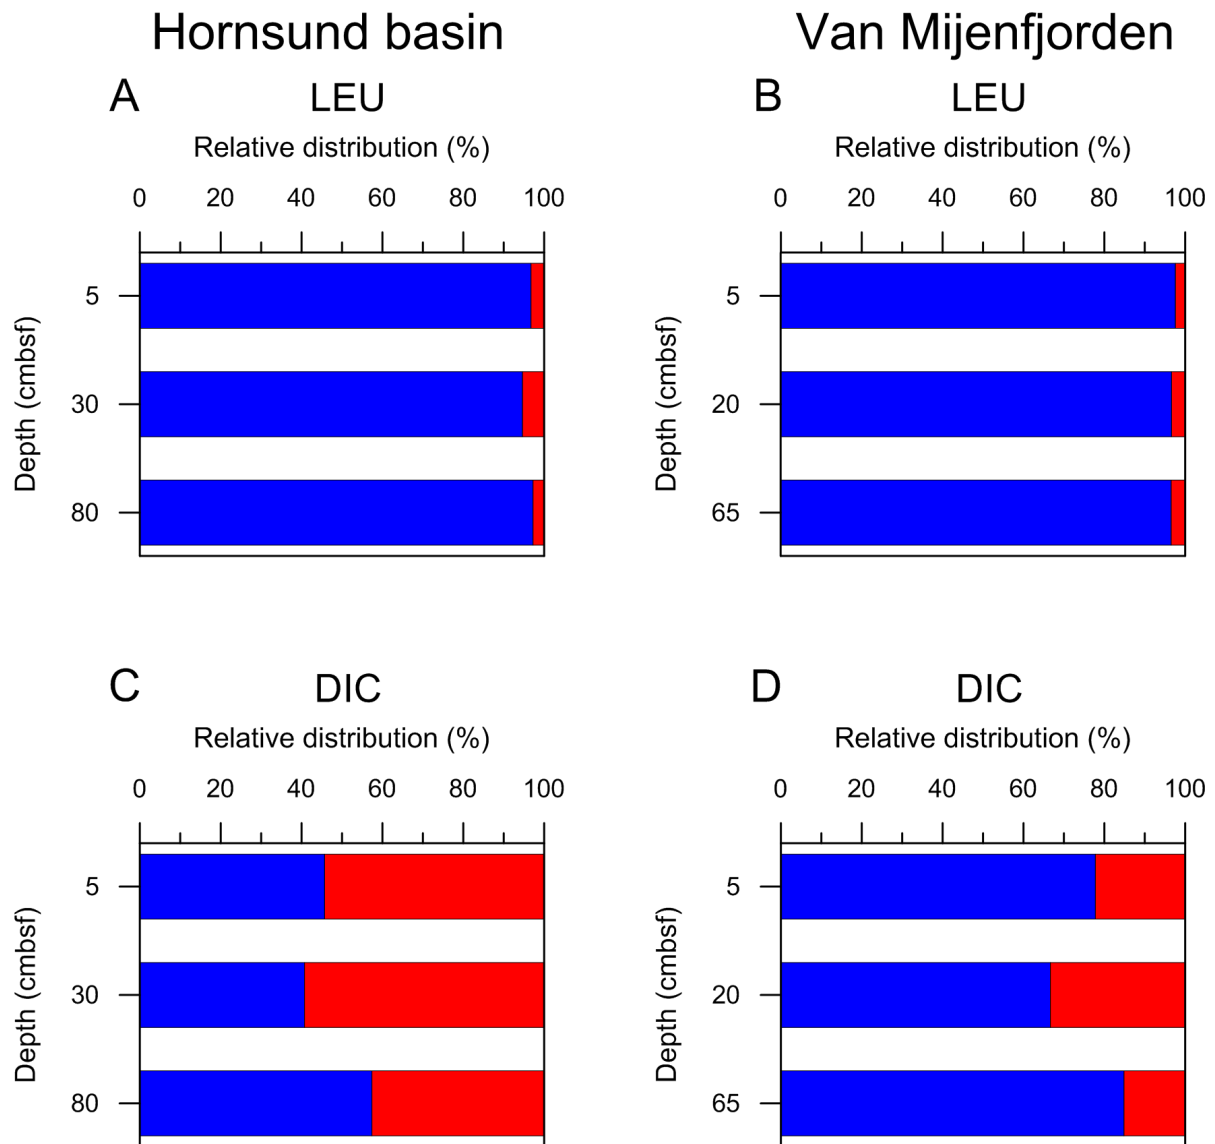 Hornsund basin
Van Mijenfjorden
A
LEU
Relative distribution (%)
0 20 40 60 80 100
Depth (cmbsf)
5
30
80
B
LEU
Relative distribution (%)
0 20 40 60 80 100
Depth (cmbsf)
5
20
65
C
DIC
Relative distribution (%)
0 20 40 60 80 100
Depth (cmbsf)
5
30
80
D
DIC
Relative distribution (%)
0 20 40 60 80 100
Depth (cmbsf)
5
20
65